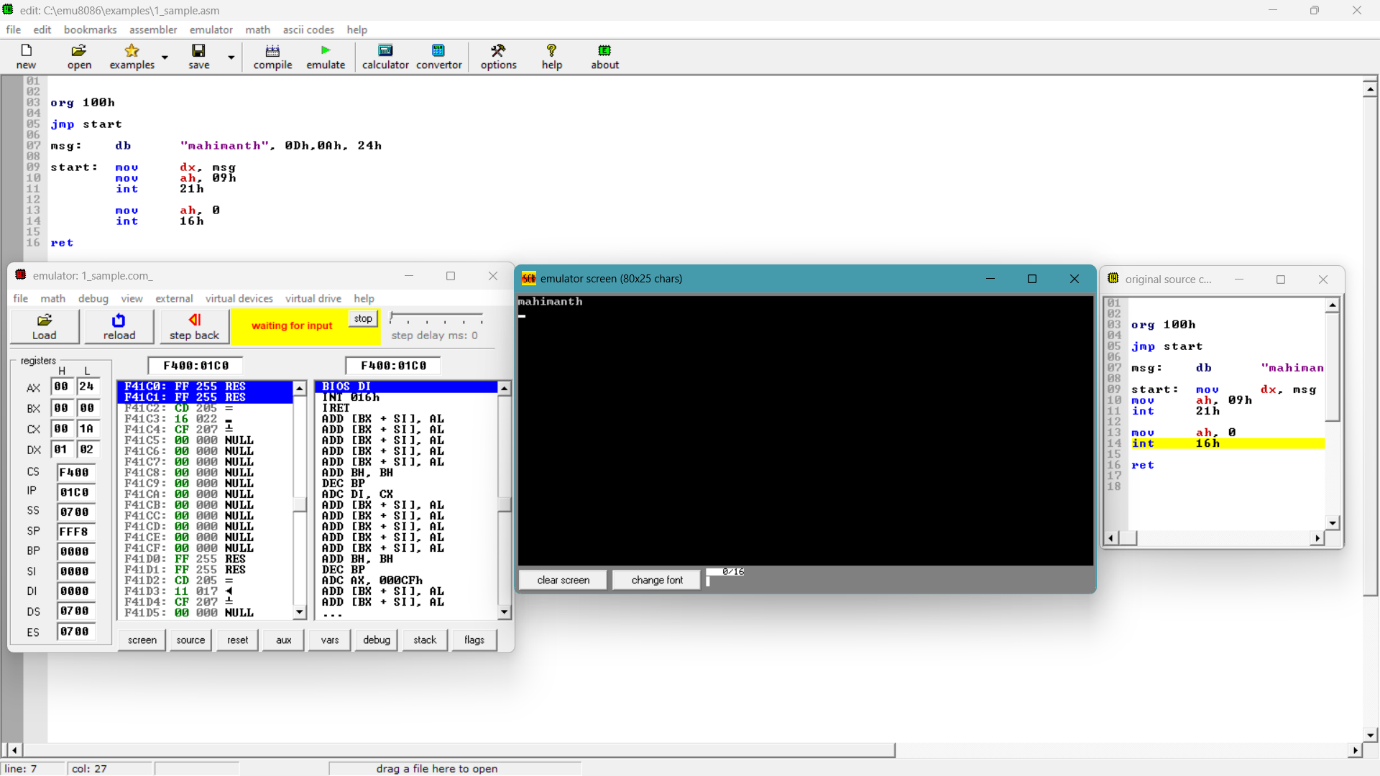 edit: C:\emu8086\examples\1_sample.asm
file edit bookmarks assembler emulator math ascii codes help
new open examples save compile emulate calculator convertor options help about
01
02
03 org 100h
04
05 jmp start
06
07 msg: db "mahimanth", 0Dh,0Ah, 24h
08
09 start: mov dx, msg
10 mov ah, 09h
11 int 21h
12
13 mov ah, 0
14 int 16h
15
16 ret
emulator: 1_sample.com_
file math debug view external virtual devices virtual drive help
Load reload step back waiting for input stop step delay ms: 0
registers F400:01C0 F400:01C0
H L
AX 00 24
BX 00 00
CX 00 1A
DX 01 02
CS F400
IP 01C0
SS 0700
SP FFF8
BP 0000
SI 0000
DI 0000
DS 0700
ES 0700
F41C0: FF 255 RES
F41C1: FF 255 RES
F41C2: CD 205 =
F41C3: 16 022 ▬
F41C4: CF 207 ╧
F41C5: 00 000 NULL
F41C6: 00 000 NULL
F41C7: 00 000 NULL
F41C8: 00 000 NULL
F41C9: 00 000 NULL
F41CA: 00 000 NULL
F41CB: 00 000 NULL
F41CC: 00 000 NULL
F41CD: 00 000 NULL
F41CE: 00 000 NULL
F41CF: 00 000 NULL
F41D0: FF 255 RES
F41D1: FF 255 RES
F41D2: CD 205 =
F41D3: 11 017 ◄
F41D4: CF 207 ╧
F41D5: 00 000 NULL
BIOS DI
INT 016h
IRET
ADD [BX + SI], AL
ADD [BX + SI], AL
ADD [BX + SI], AL
ADD [BX + SI], AL
ADD [BX + SI], AL
ADD BH, BH
DEC BP
ADC DI, CX
ADD [BX + SI], AL
ADD [BX + SI], AL
ADD [BX + SI], AL
ADD [BX + SI], AL
ADD [BX + SI], AL
ADD BH, BH
DEC BP
ADC AX, 000CFh
ADD [BX + SI], AL
ADD [BX + SI], AL
...
screen source reset aux vars debug stack flags
emulator screen (80x25 chars)
mahimanth
clear screen change font 0/16
original source c...
01
02
03 org 100h
04
05 jmp start
06
07 msg: db "mahiman
08
09 start: mov dx, msg
10 mov ah, 09h
11 int 21h
12
13 mov ah, 0
14 int 16h
15
16 ret
17
18
line: 7 col: 27 drag a file here to open